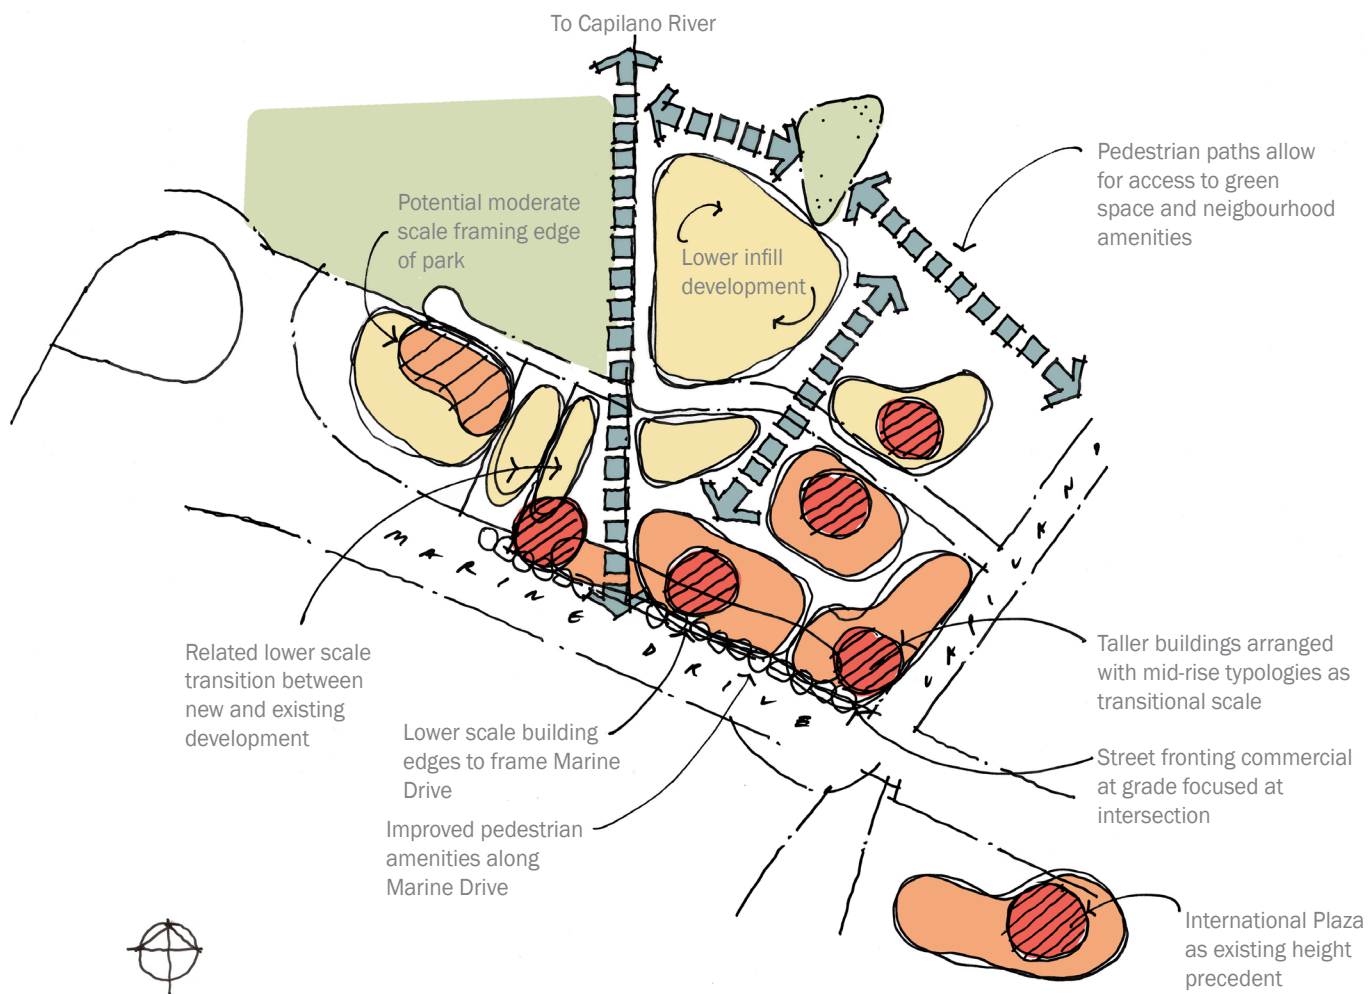 To Capilano River
Pedestrian paths allow
for access to green
space and neigbourhood
amenities
Potential moderate
scale framing edge
of park
Lower infill
development
MARINE DRIVE
Related lower scale
transition between
new and existing
development
Lower scale building
edges to frame Marine
Drive
Improved pedestrian
amenities along
Marine Drive
Taller buildings arranged
with mid-rise typologies as
transitional scale
Street fronting commercial
at grade focused at
intersection
International Plaza
as existing height
precedent